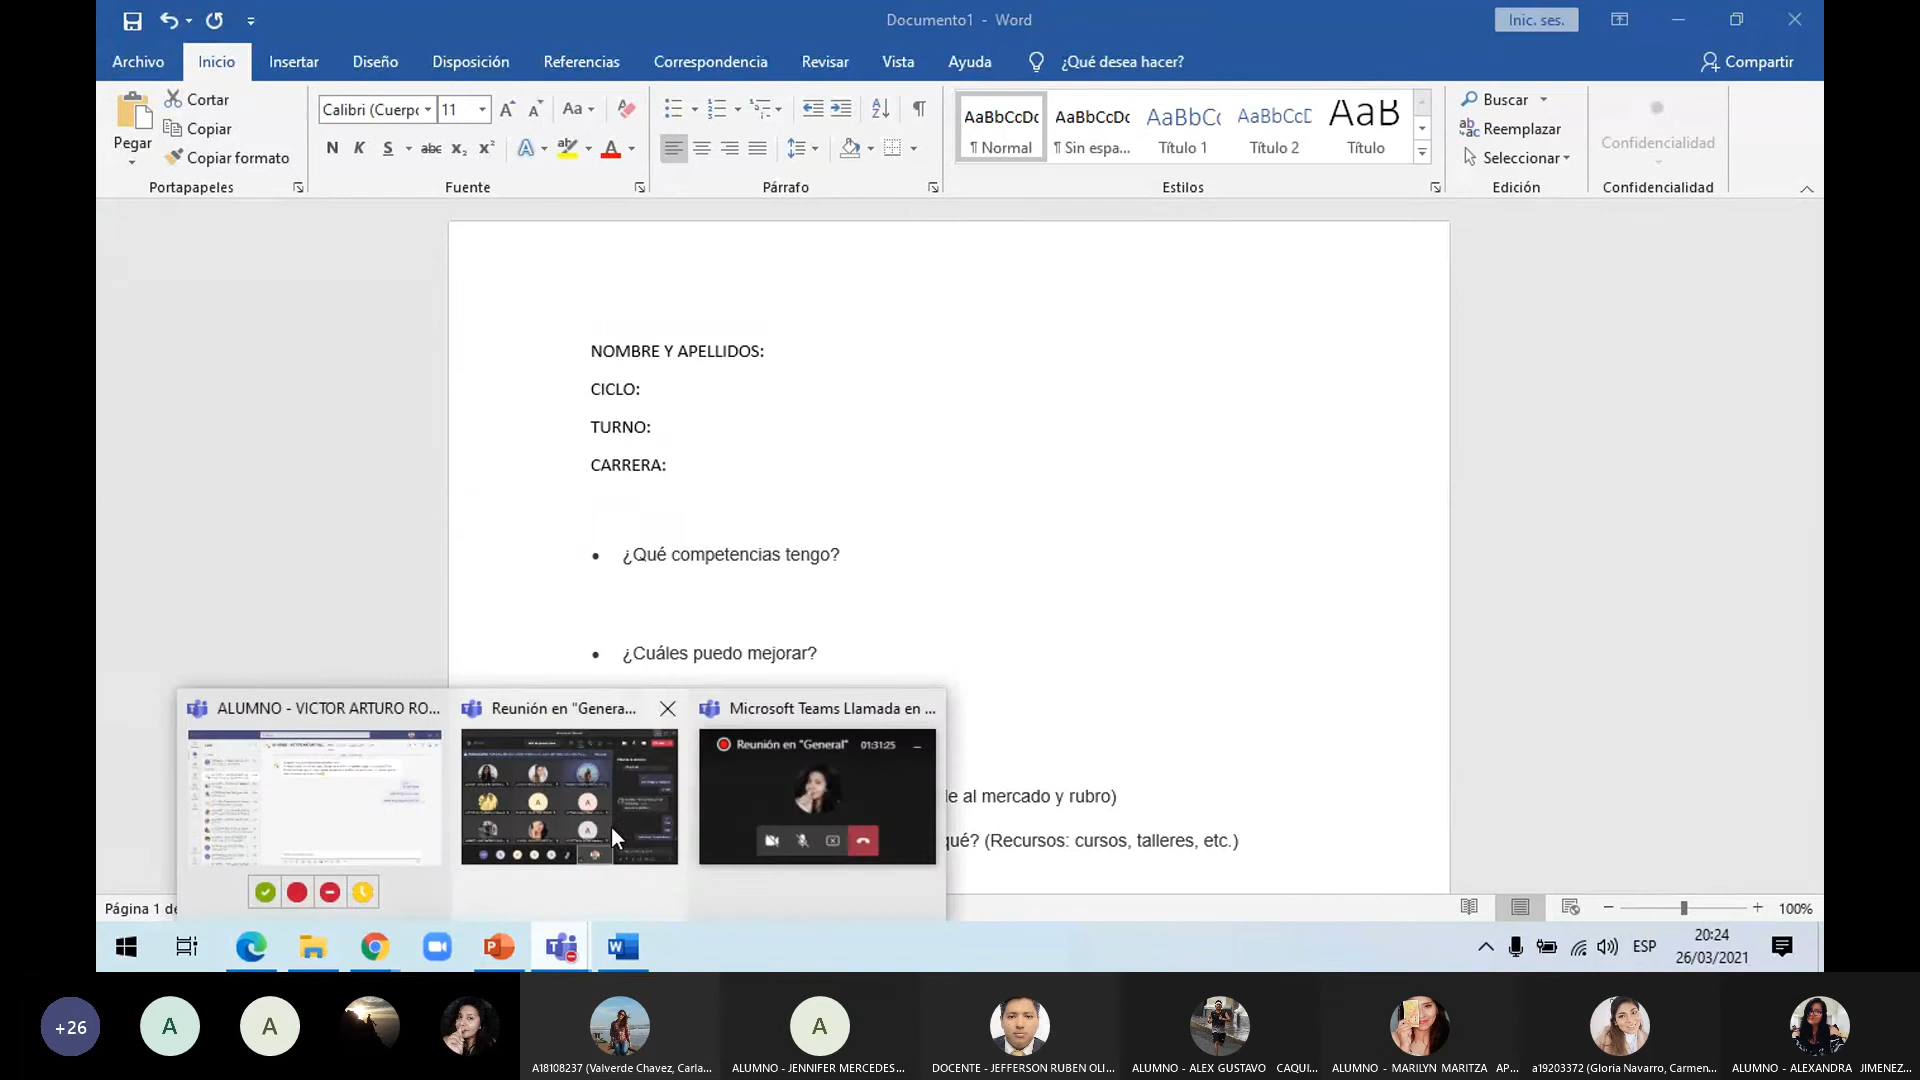 Documento1 - Word
Inic. ses.
Archivo
Inicio
Insertar
Diseño
Disposición
Referencias
Correspondencia
Revisar
Vista
Ayuda
¿Qué desea hacer?
Compartir
Pegar
Cortar
Copiar
Copiar formato
Portapapeles
Calibri (Cuerpo
11
Aa
N K S abc x₂ x²
Fuente
Párrafo
AaBbCcDc
¶ Normal
AaBbCcDc
¶ Sin espa...
AaBbCc
Título 1
AaBbCcD
Título 2
AaB
Título
Estilos
Buscar
Reemplazar
Seleccionar
Edición
Confidencialidad
Confidencialidad
NOMBRE Y APELLIDOS:
CICLO:
TURNO:
CARRERA:
• ¿Qué competencias tengo?
• ¿Cuáles puedo mejorar?
al mercado y rubro)
qué? (Recursos: cursos, talleres, etc.)
ALUMNO - VICTOR ARTURO RO...
Reunión en "Genera...
Microsoft Teams Llamada en ...
Reunión en "General" 01:31:25
Página 1 de
100%
ESP
20:24
26/03/2021
+26
A
A
A
A18108237 (Valverde Chavez, Carla...
ALUMNO - JENNIFER MERCEDES...
DOCENTE - JEFFERSON RUBEN OLI...
ALUMNO - ALEX GUSTAVO CAQUI...
ALUMNO - MARILYN MARITZA AP...
a19203372 (Gloria Navarro, Carmen...
ALUMNO - ALEXANDRA JIMENEZ...